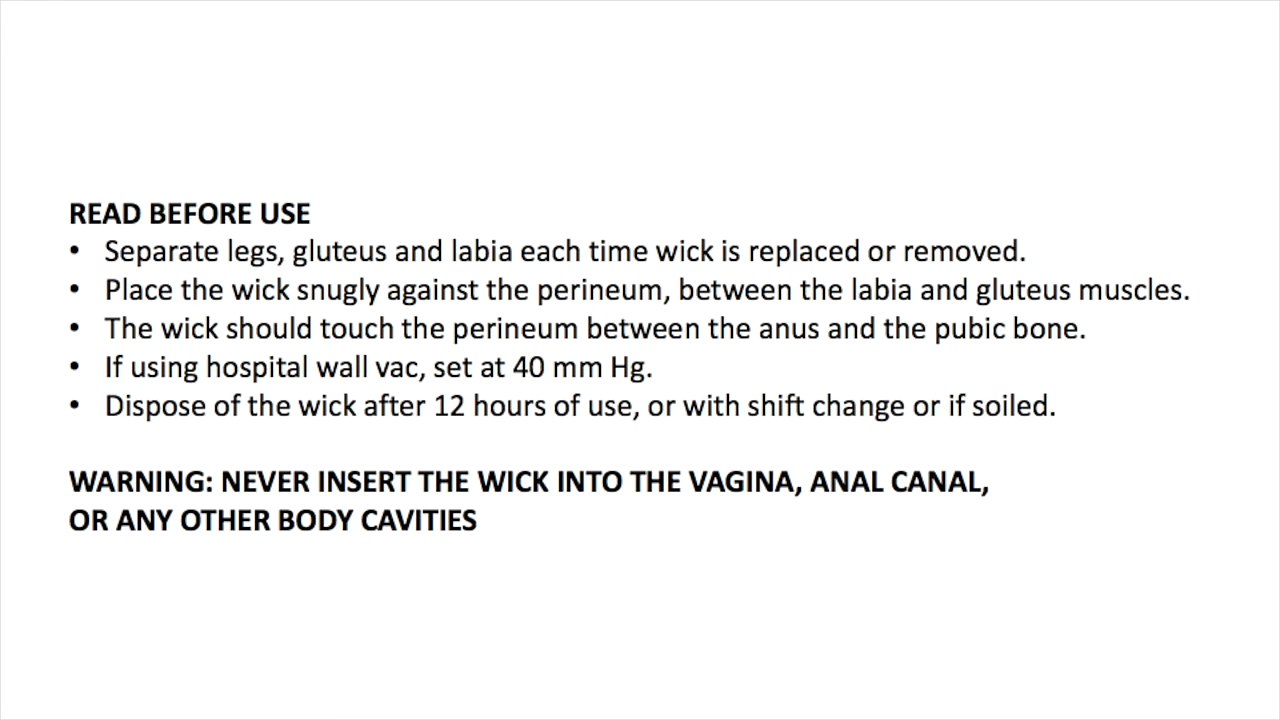 READ BEFORE USE
• Separate legs, gluteus and labia each time wick is replaced or removed.
• Place the wick snugly against the perineum, between the labia and gluteus muscles.
• The wick should touch the perineum between the anus and the pubic bone.
• If using hospital wall vac, set at 40 mm Hg.
• Dispose of the wick after 12 hours of use, or with shift change or if soiled.
WARNING: NEVER INSERT THE WICK INTO THE VAGINA, ANAL CANAL,
OR ANY OTHER BODY CAVITIES